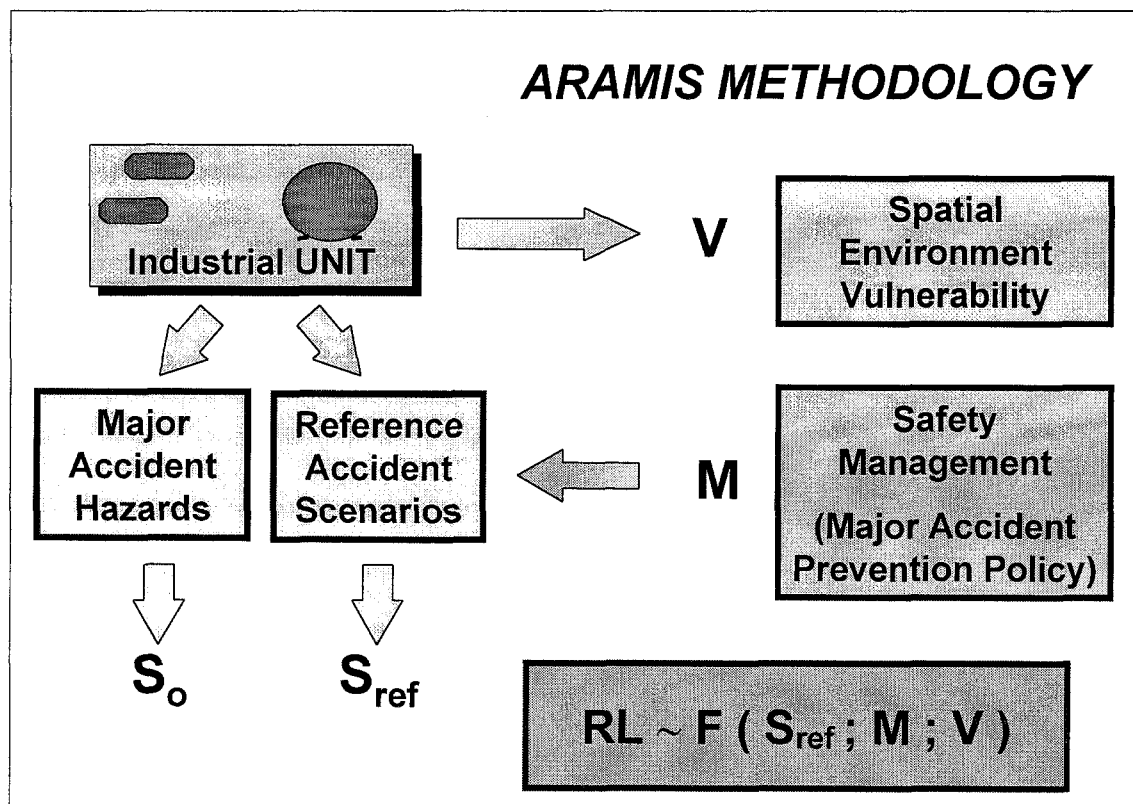 ARAMIS METHODOLOGY
Industrial UNIT
V
Spatial
Environment
Vulnerability
Major
Accident
Hazards
Reference
Accident
Scenarios
M
Safety
Management
(Major Accident
Prevention Policy)
So
Sref
RL ~ F ( Sref ; M ; V )